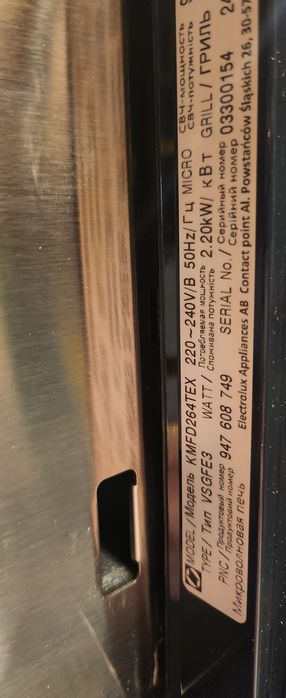 MODEL / Модель KMFD264TEX 220~240V/В 50Hz/Гц MICRO СВЧ-мощность
СВЧ-потужність
TYPE / Тип VSGFE3 WATT/ Потребляемая мощность 2.20kW/ кВт GRILL/ГРИЛЬ
Споживана потужність
PNC / Продуктовый номер 947 608 749 SERIAL No./ Серийный номер 03300154
Продуктовий номер Серійний номер
Микроволновая печь Electrolux Appliances AB Contact point Al. Powstańców Śląskich 26, 30-57